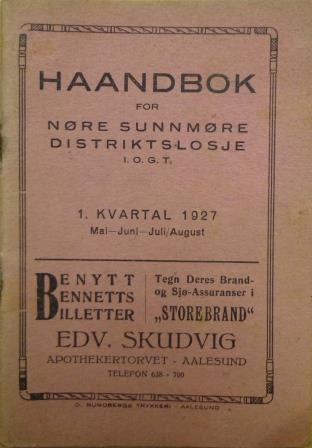 HAANDBOK
FOR
NØRE SUNNMØRE
DISTRIKTSLOSJE
I. O. G. T.
1. KVARTAL 1927
Mai—Juni—Juli/August
BENYTT
BENNETTS
BILLETTER
Tegn Deres Brand-
og Sjø-Assuranser i
„STOREBRAND“
EDV. SKUDVIG
APOTHEKERTORVET - AALESUND
TELEFON 638 - 700
O. RUNDBERGS TRYKKERI - AALESUND